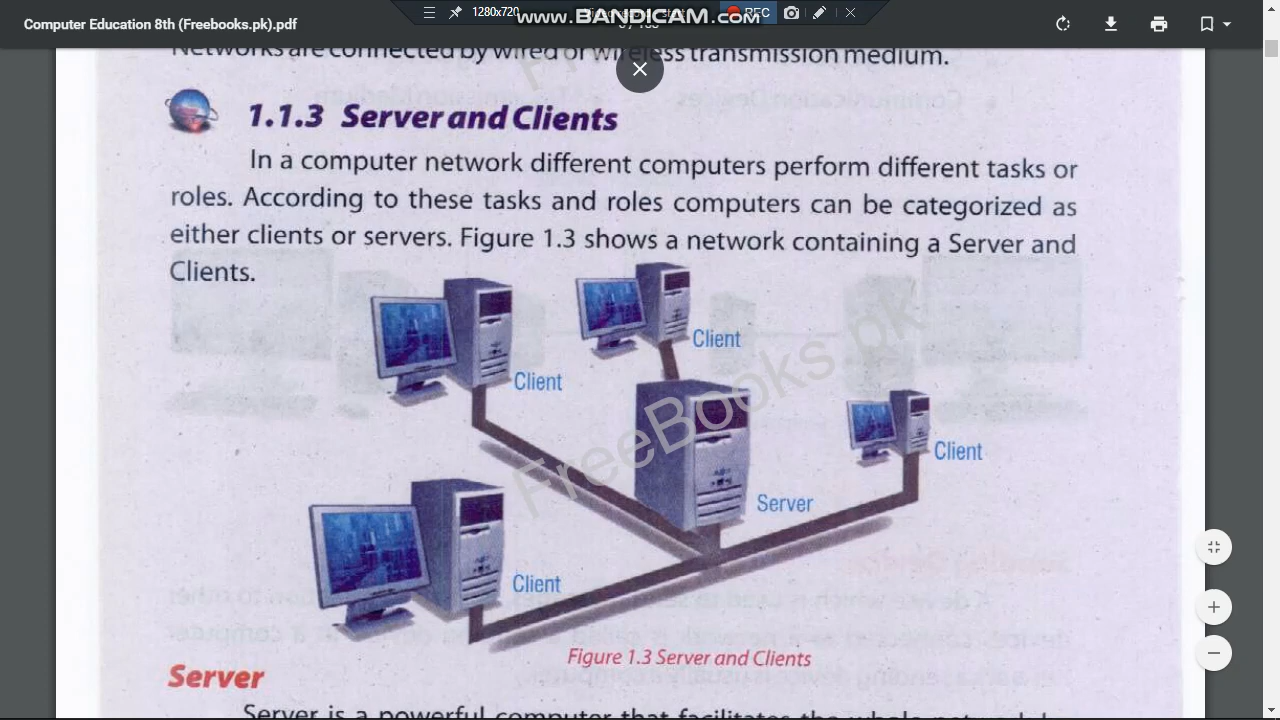 Computer Education 8th (Freebooks.pk).pdf
1280x720
REC
www.BANDICAM.com
Networks are connected by wired or wireless transmission medium.
1.1.3 Server and Clients
In a computer network different computers perform different tasks or
roles. According to these tasks and roles computers can be categorized as
either clients or servers. Figure 1.3 shows a network containing a Server and
Clients.
Client
Client
Client
Server
Client
FreeBooks.pk
Figure 1.3 Server and Clients
Server
Server is a powerful computer that facilitates the whole network